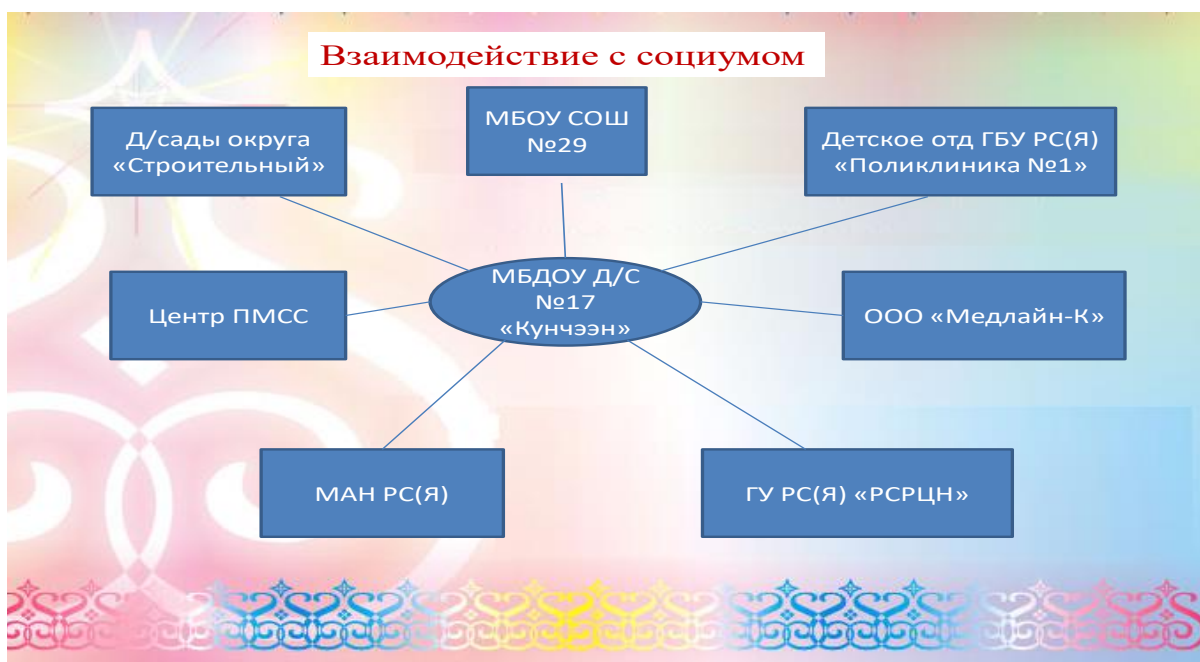 Взаимодействие с социумом
Д/сады округа
«Строительный»
МБОУ СОШ
№29
Детское отд ГБУ РС(Я)
«Поликлиника №1»
Центр ПМСС
МБДОУ Д/С
№17
«Кунчээн»
ООО «Медлайн-К»
МАН РС(Я)
ГУ РС(Я) «РСРЦН»